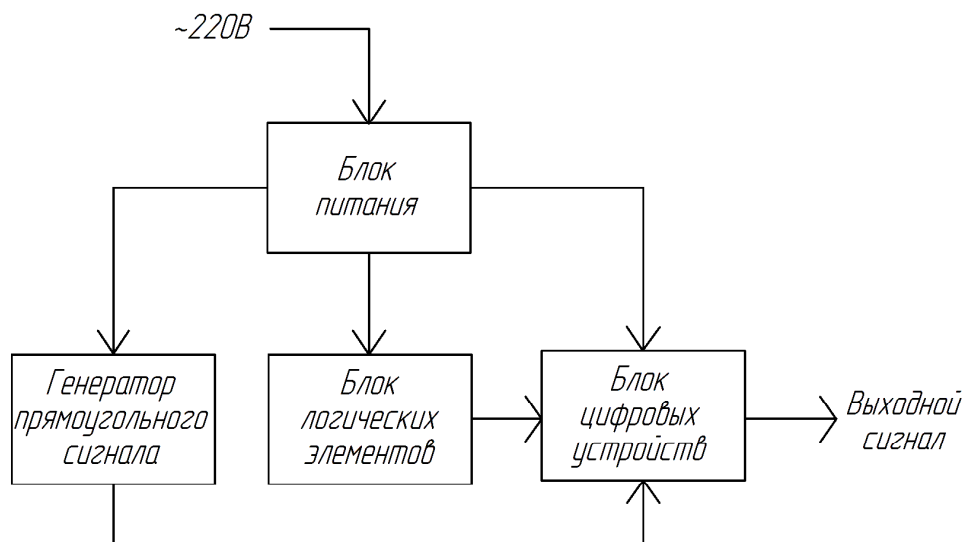 ~220В
Блок
питания
Генератор
прямоугольного
сигнала
Блок
логических
элементов
Блок
цифровых
устройств
Выходной
сигнал